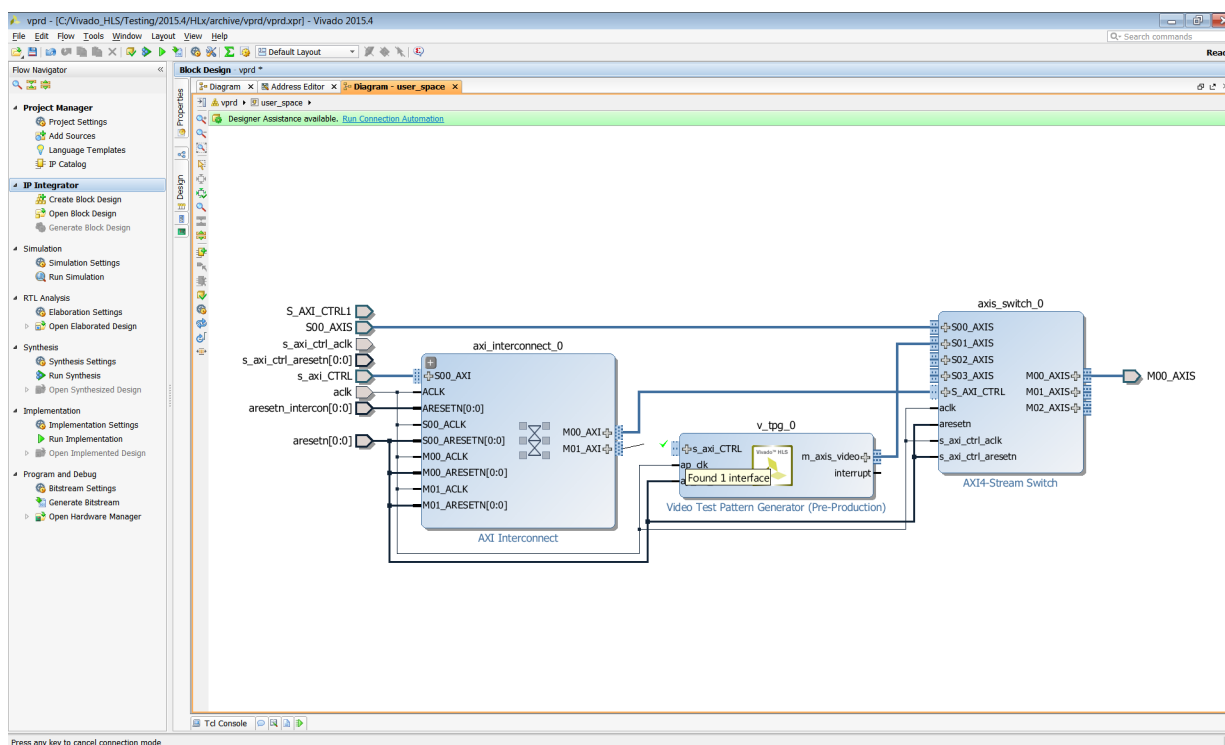 vprd - [C:/Vivado_HLS/Testing/2015.4/HLx/archive/vprd/vprd.xpr] - Vivado 2015.4
File Edit Flow Tools Window Layout View Help
Q- Search commands
Default Layout
Read
Flow Navigator «
Block Design - vprd *
Diagram × Address Editor × Diagram - user_space ×
vprd user_space
Designer Assistance available. Run Connection Automation
Properties
Design
Project Manager
Project Settings
Add Sources
Language Templates
IP Catalog
IP Integrator
Create Block Design
Open Block Design
Generate Block Design
Simulation
Simulation Settings
Run Simulation
RTL Analysis
Elaboration Settings
Open Elaborated Design
Synthesis
Synthesis Settings
Run Synthesis
Open Synthesized Design
Implementation
Implementation Settings
Run Implementation
Open Implemented Design
Program and Debug
Bitstream Settings
Generate Bitstream
Open Hardware Manager
S_AXI_CTRL1
S00_AXIS
s_axi_ctrl_aclk
s_axi_ctrl_aresetn[0:0]
s_axi_CTRL
aclk
aresetn_intercon[0:0]
aresetn[0:0]
axi_interconnect_0
S00_AXI
ACLK
ARESETN[0:0]
S00_ACLK
S00_ARESETN[0:0]
M00_ACLK
M00_ARESETN[0:0]
M01_ACLK
M01_ARESETN[0:0]
M00_AXI
M01_AXI
AXI Interconnect
v_tpg_0
s_axi_CTRL
ap_clk
Found 1 interface
Vivado™ HLS
m_axis_video
interrupt
Video Test Pattern Generator (Pre-Production)
axis_switch_0
S00_AXIS
S01_AXIS
S02_AXIS
S03_AXIS
S_AXI_CTRL
aclk
aresetn
s_axi_ctrl_aclk
s_axi_ctrl_aresetn
M00_AXIS
M01_AXIS
M02_AXIS
AXI4-Stream Switch
M00_AXIS
Tcl Console
Press any key to cancel connection mode